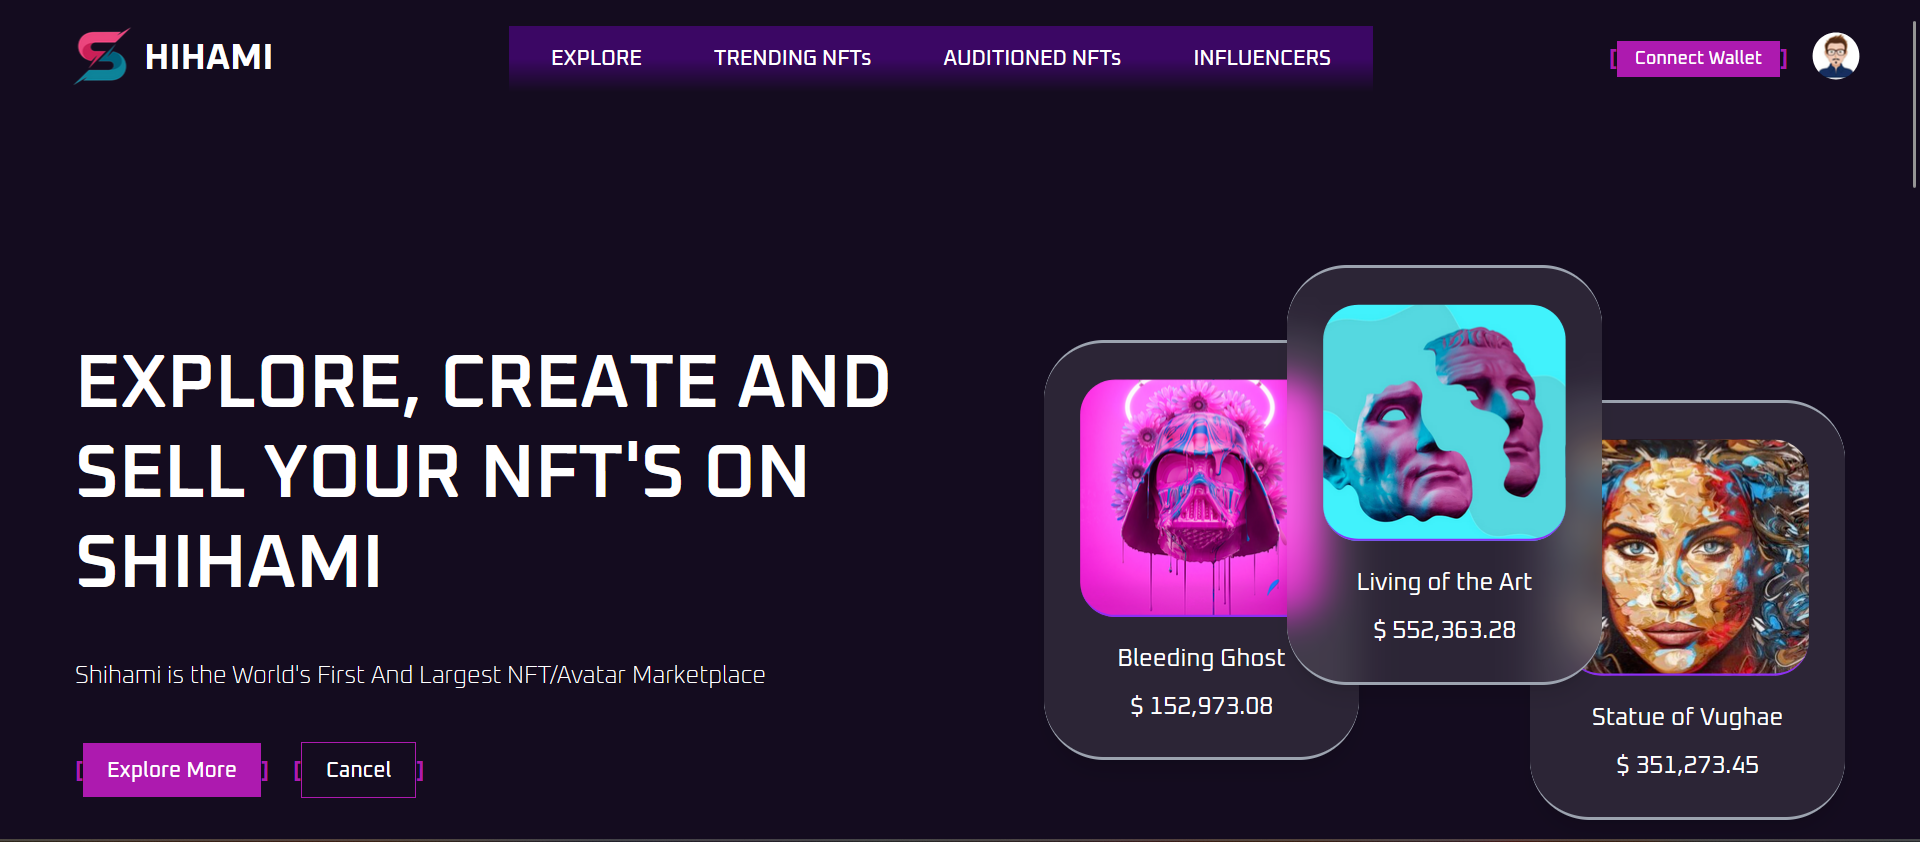 HIHAMI
EXPLORE TRENDING NFTs AUDITIONED NFTs INFLUENCERS
[Connect Wallet]
EXPLORE, CREATE AND
SELL YOUR NFT'S ON
SHIHAMI
Shihami is the World's First And Largest NFT/Avatar Marketplace
[Explore More] [Cancel]
Bleeding Ghost
$ 152,973.08
Living of the Art
$ 552,363.28
Statue of Vughae
$ 351,273.45